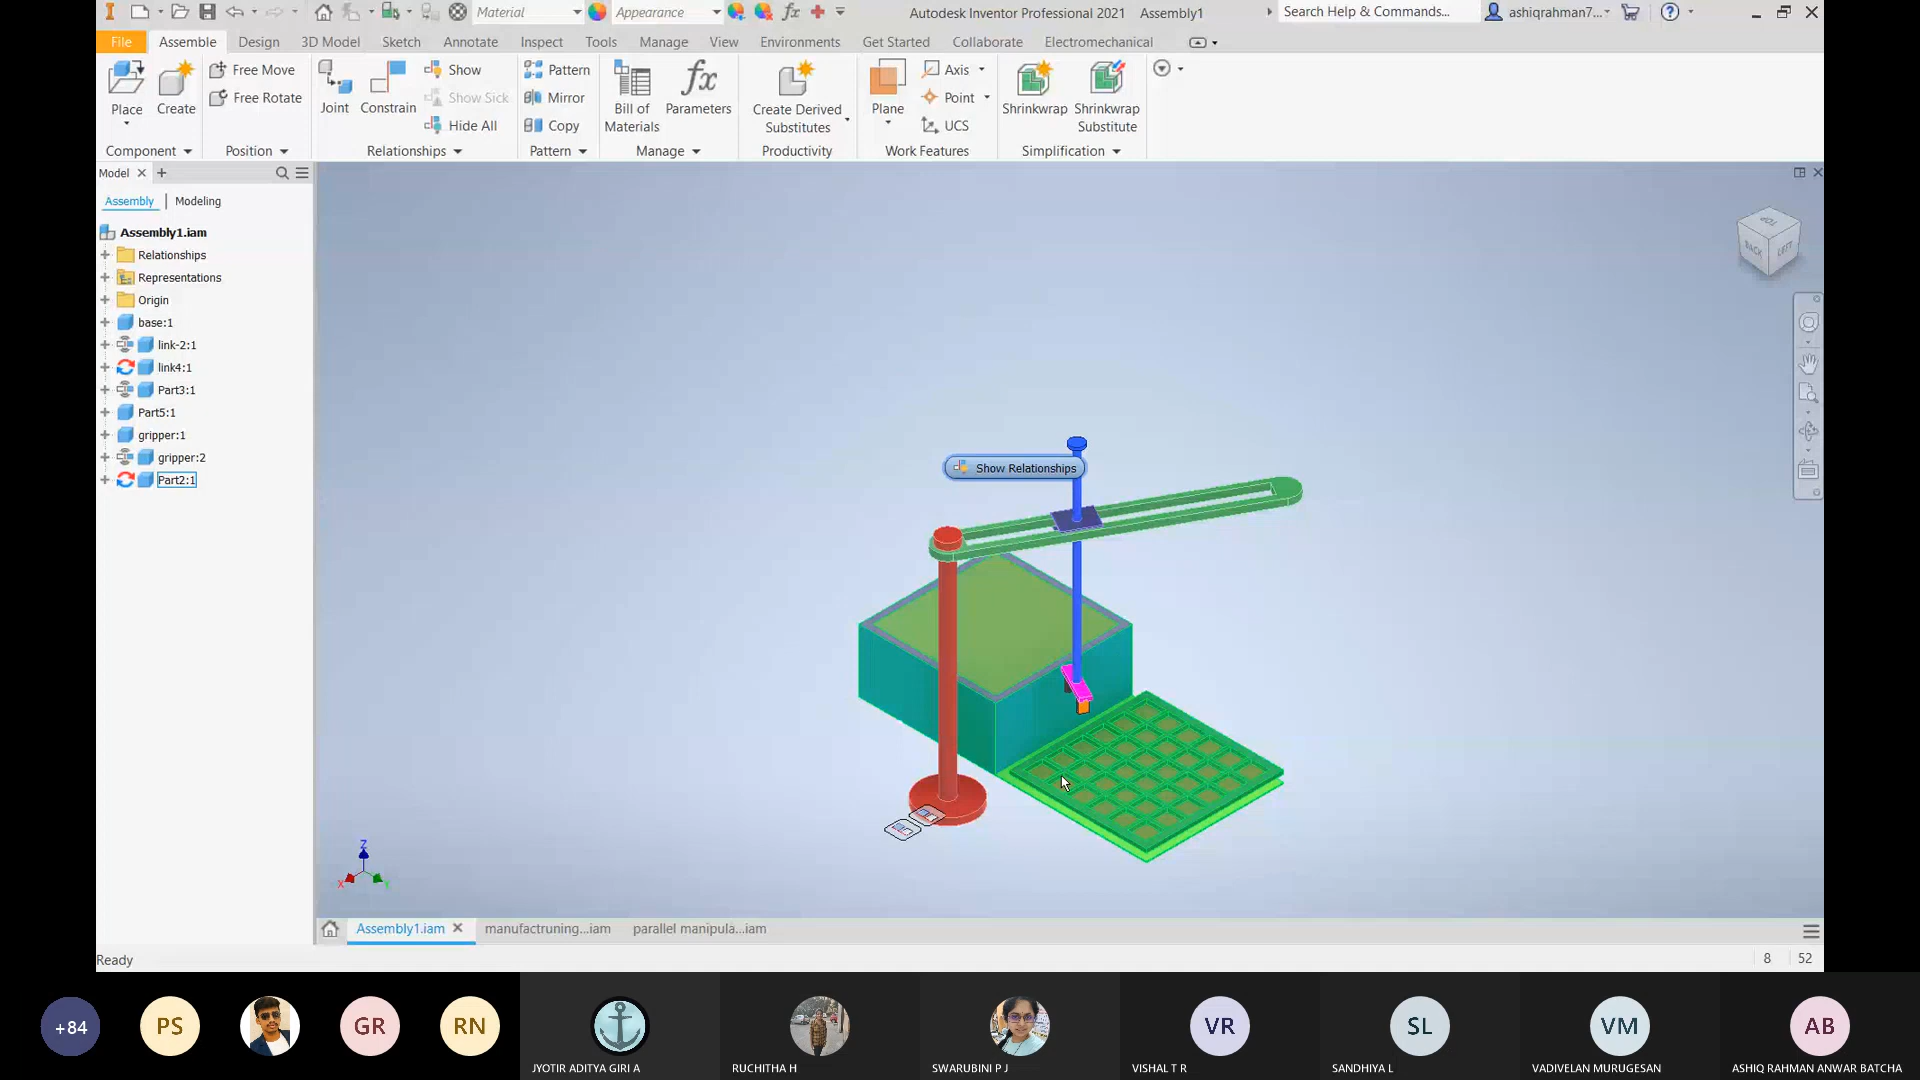 Material
Appearance
Autodesk Inventor Professional 2021 Assembly1
Search Help & Commands...
ashiqrahman7...
File Assemble Design 3D Model Sketch Annotate Inspect Tools Manage View Environments Get Started Collaborate Electromechanical
Place
Create
Free Move
Free Rotate
Joint
Constrain
Show
Show Sick
Hide All
Pattern
Mirror
Copy
Bill of
Materials
Parameters
Create Derived
Substitutes
Plane
Axis
Point
UCS
Shrinkwrap
Shrinkwrap
Substitute
Component
Position
Relationships
Pattern
Manage
Productivity
Work Features
Simplification
Model
Assembly | Modeling
Assembly1.iam
Relationships
Representations
Origin
base:1
link-2:1
link4:1
Part3:1
Part5:1
gripper:1
gripper:2
Part2:1
Show Relationships
TOP
BACK
LEFT
Z
X
Y
Assembly1.iam
manufactruning...iam
parallel manipula...iam
Ready
8 52
+84
PS
GR
RN
VR
SL
VM
AB
JYOTIR ADITYA GIRI A
RUCHITHA H
SWARUBINI P J
VISHAL T R
SANDHIYA L
VADIVELAN MURUGESAN
ASHIQ RAHMAN ANWAR BATCHA